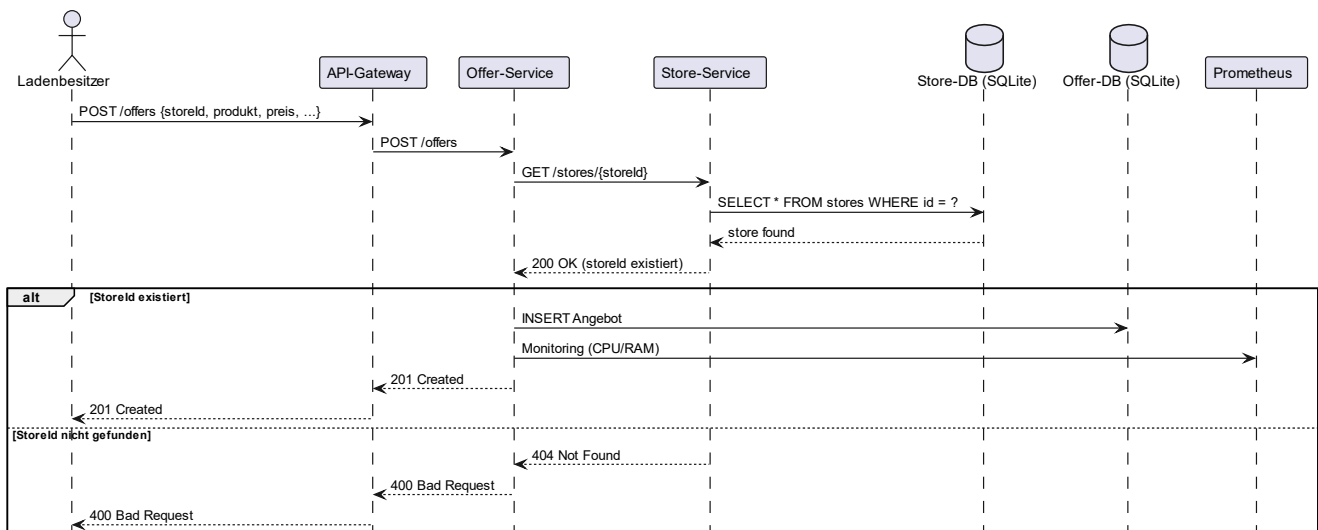 Ladenbesitzer
API-Gateway
Offer-Service
Store-Service
Store-DB (SQLite)
Offer-DB (SQLite)
Prometheus
POST /offers {storeId, produkt, preis, ...}
POST /offers
GET /stores/{storeId}
SELECT * FROM stores WHERE id = ?
store found
200 OK (storeId existiert)
alt [StoreId existiert]
INSERT Angebot
Monitoring (CPU/RAM)
201 Created
201 Created
[StoreId nicht gefunden]
404 Not Found
400 Bad Request
400 Bad Request